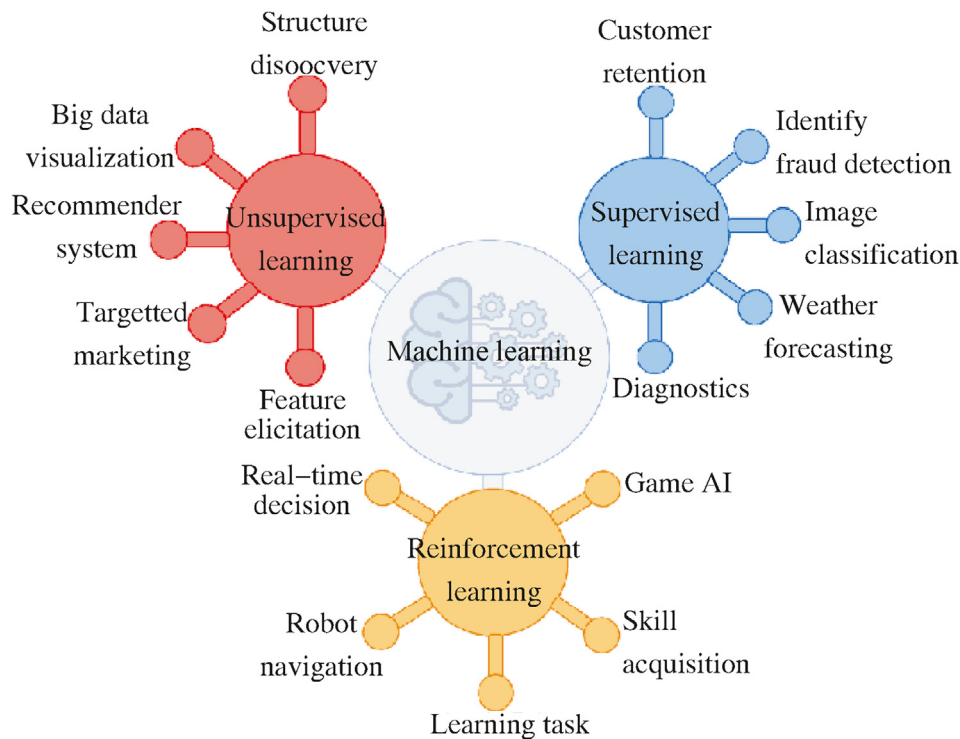 Structure
disoocvery
Big data
visualization
Recommender
system
Targetted
marketing
Feature
elicitation
Unsupervised
learning
Customer
retention
Identify
fraud detection
Image
classification
Weather
forecasting
Diagnostics
Supervised
learning
Machine learning
Real-time
decision
Game AI
Reinforcement
learning
Robot
navigation
Skill
acquisition
Learning task